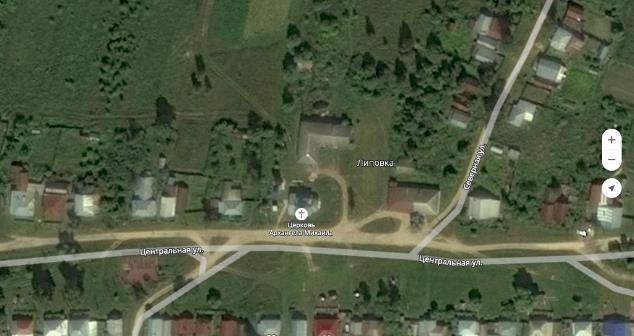 Северная ул.
Липовка
Церковь
Архангела Михаила
Центральная ул.
Центральная ул.